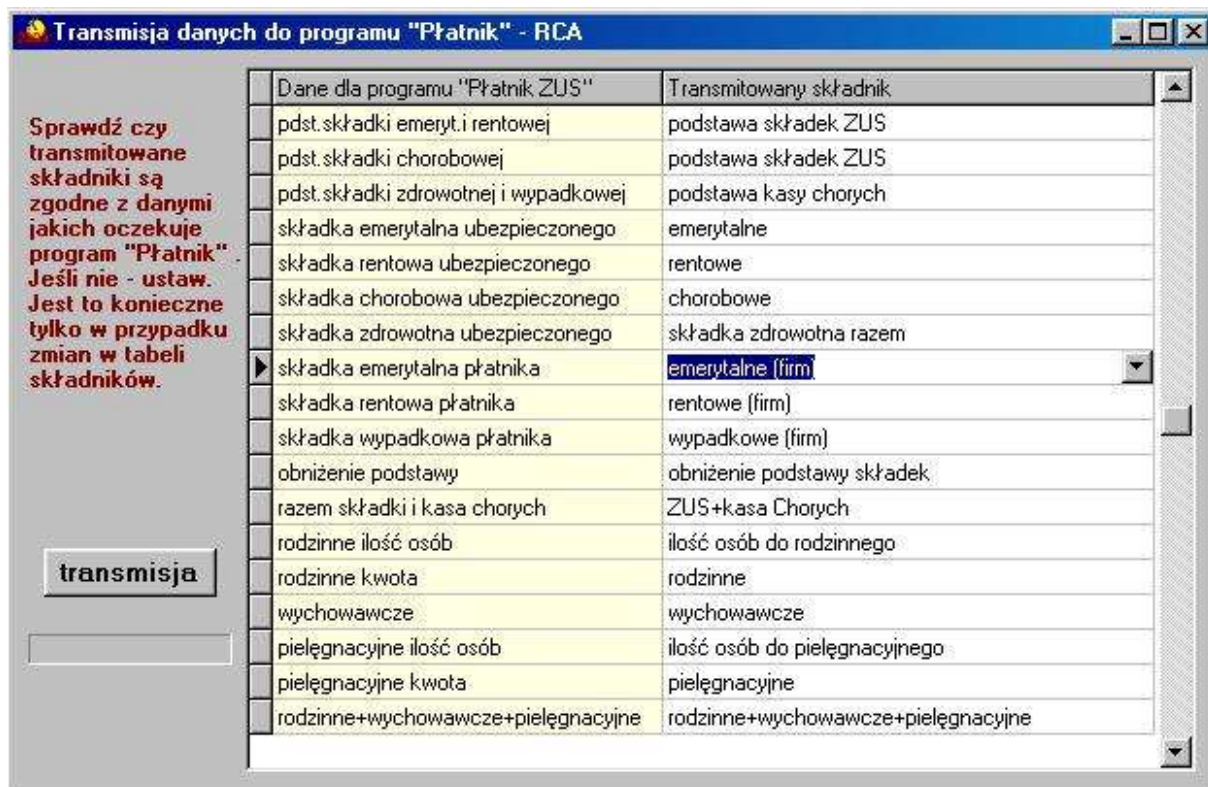 Transmisja danych do programu "Płatnik" - RCA
Sprawdź czy
transmitowane
składniki są
zgodne z danymi
jakich oczekuje
program "Płatnik" .
Jeśli nie - ustaw.
Jest to konieczne
tylko w przypadku
zmian w tabeli
składników.
transmisja
Dane dla programu "Płatnik ZUS" Transmitowany składnik
pdst.składki emeryt.i rentowej podstawa składek ZUS
pdst.składki chorobowej podstawa składek ZUS
pdst.składki zdrowotnej i wypadkowej podstawa kasy chorych
składka emerytalna ubezpieczonego emerytalne
składka rentowa ubezpieczonego rentowe
składka chorobowa ubezpieczonego chorobowe
składka zdrowotna ubezpieczonego składka zdrowotna razem
składka emerytalna płatnika emerytalne (firm)
składka rentowa płatnika rentowe (firm)
składka wypadkowa płatnika wypadkowe (firm)
obniżenie podstawy obniżenie podstawy składek
razem składki i kasa chorych ZUS+kasa Chorych
rodzinne ilość osób ilość osób do rodzinnego
rodzinne kwota rodzinne
wychowawcze wychowawcze
pielęgnacyjne ilość osób ilość osób do pielęgnacyjnego
pielęgnacyjne kwota pielęgnacyjne
rodzinne+wychowawcze+pielęgnacyjne rodzinne+wychowawcze+pielęgnacyjne